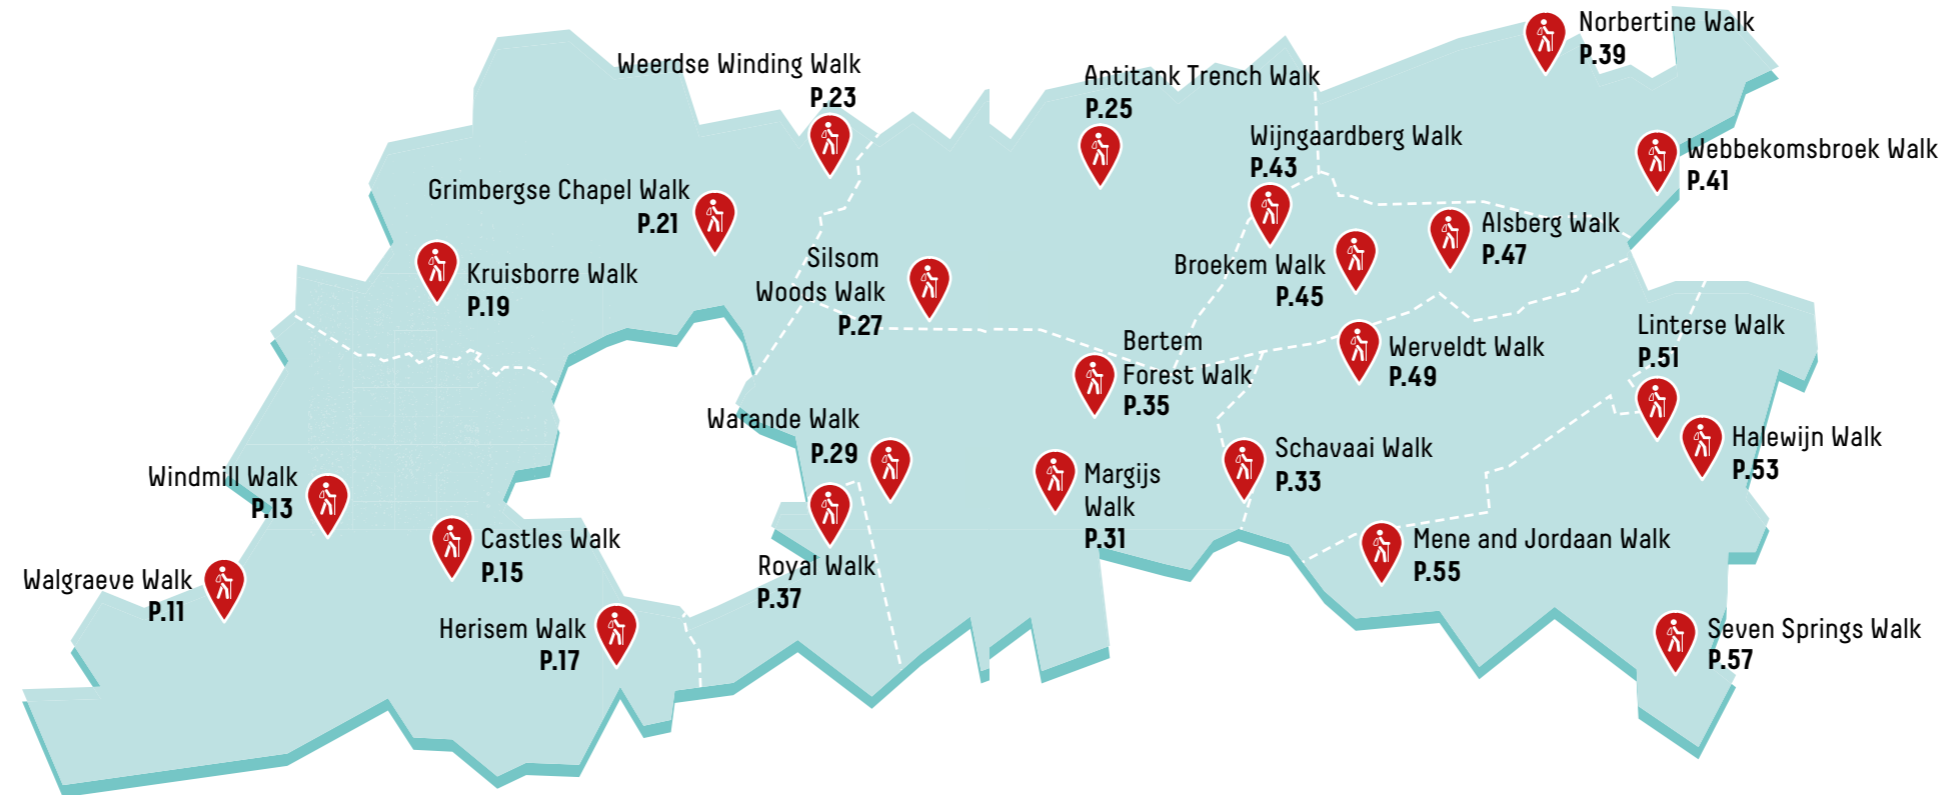 Norbertine Walk
P.39
Weerdse Winding Walk
P.23
Antitank Trench Walk
P.25
Wijngaardberg Walk
P.43
Webbekomsbroek Walk
P.41
Grimbergse Chapel Walk
P.21
Alsberg Walk
P.47
Kruisborre Walk
P.19
Silsom
Woods Walk
P.27
Broekem Walk
P.45
Linterse Walk
P.51
Bertem
Forest Walk
P.35
Werveldt Walk
P.49
Warande Walk
P.29
Halewijn Walk
P.53
Schavaai Walk
P.33
Margijs
Walk
P.31
Windmill Walk
P.13
Castles Walk
P.15
Mene and Jordaan Walk
P.55
Royal Walk
P.37
Walgraeve Walk
P.11
Herisem Walk
P.17
Seven Springs Walk
P.57